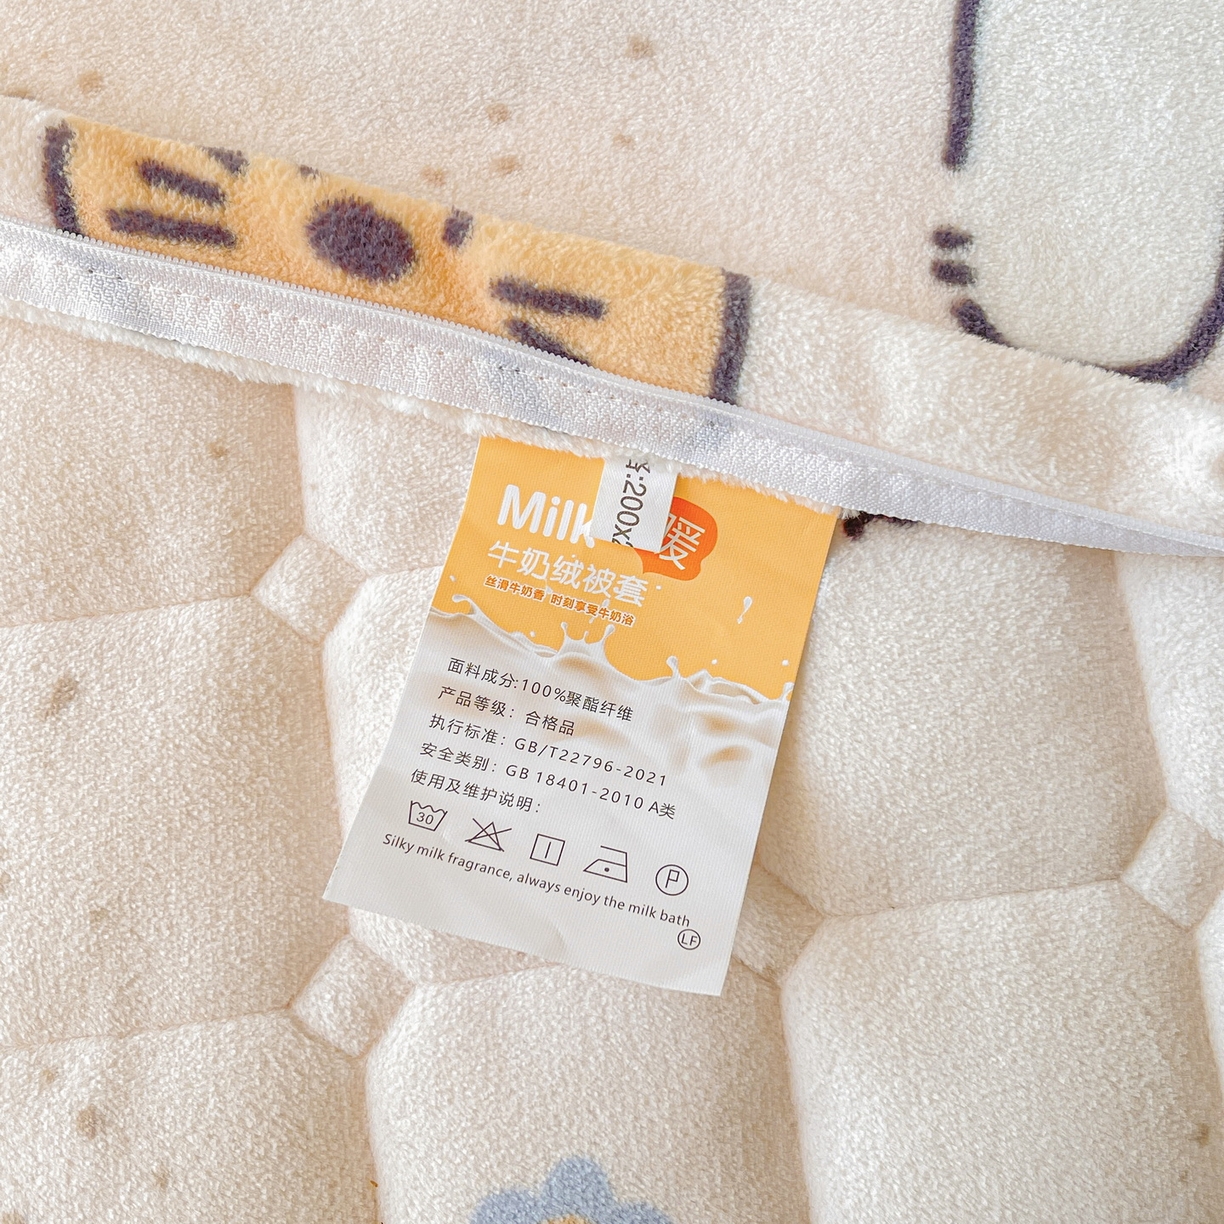 Milk 暖
:200x
牛奶绒被套
丝滑牛奶香 时刻享受牛奶浴
面料成分:100%聚酯纤维
产品等级：合格品
执行标准：GB/T22796-2021
安全类别：GB 18401-2010 A类
使用及维护说明：
30
P
Silky milk fragrance, always enjoy the milk bath
LF